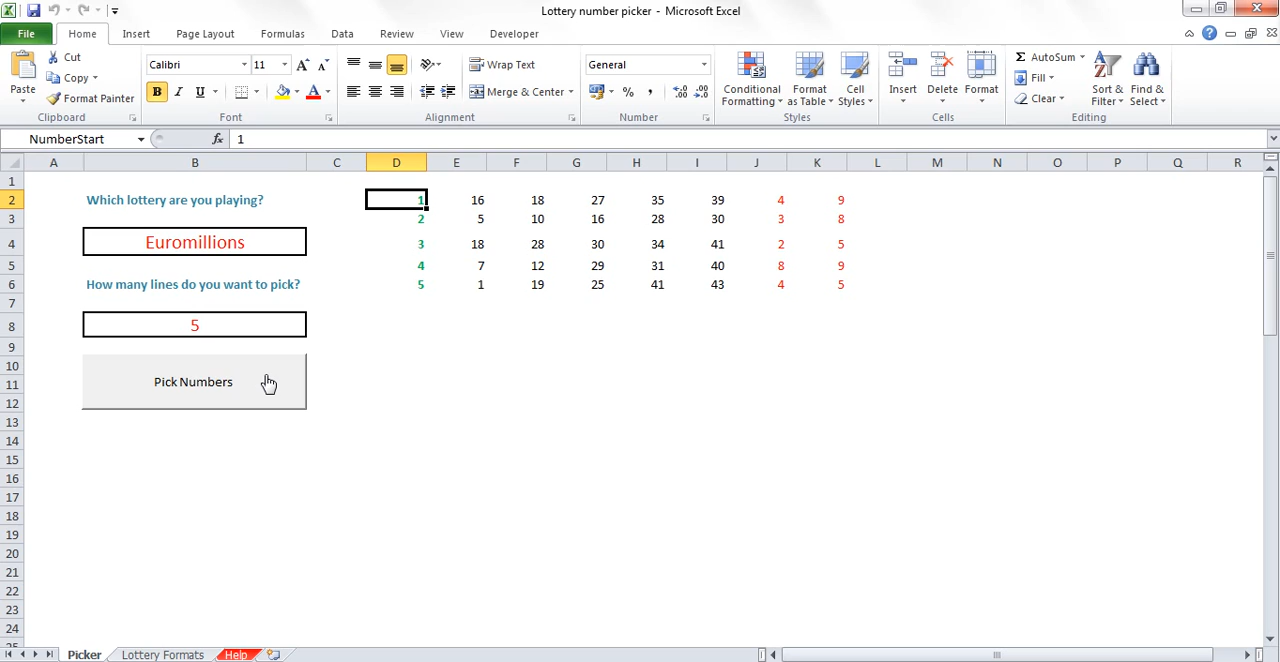 Lottery number picker - Microsoft Excel
File Home Insert Page Layout Formulas Data Review View Developer
Paste
Cut
Copy
Format Painter
Clipboard
Calibri 11 A A
B I U A
Font
Wrap Text
Merge & Center
Alignment
General
% , .0 .00 .00 .0
Number
Conditional Formatting
Format as Table
Cell Styles
Styles
Insert
Delete
Format
Cells
Σ AutoSum
Fill
Clear
Sort & Filter
Find & Select
Editing
NumberStart fx 1
A B C D E F G H I J K L M N O P Q R
1
2 Which lottery are you playing? 1 16 18 27 35 39 4 9
3 2 5 10 16 28 30 3 8
4 Euromillions 3 18 28 30 34 41 2 5
5 4 7 12 29 31 40 8 9
6 How many lines do you want to pick? 5 1 19 25 41 43 4 5
7
8 5
9
10
11 Pick Numbers
12
13
14
15
16
17
18
19
20
21
22
23
24
25
Picker Lottery Formats Help